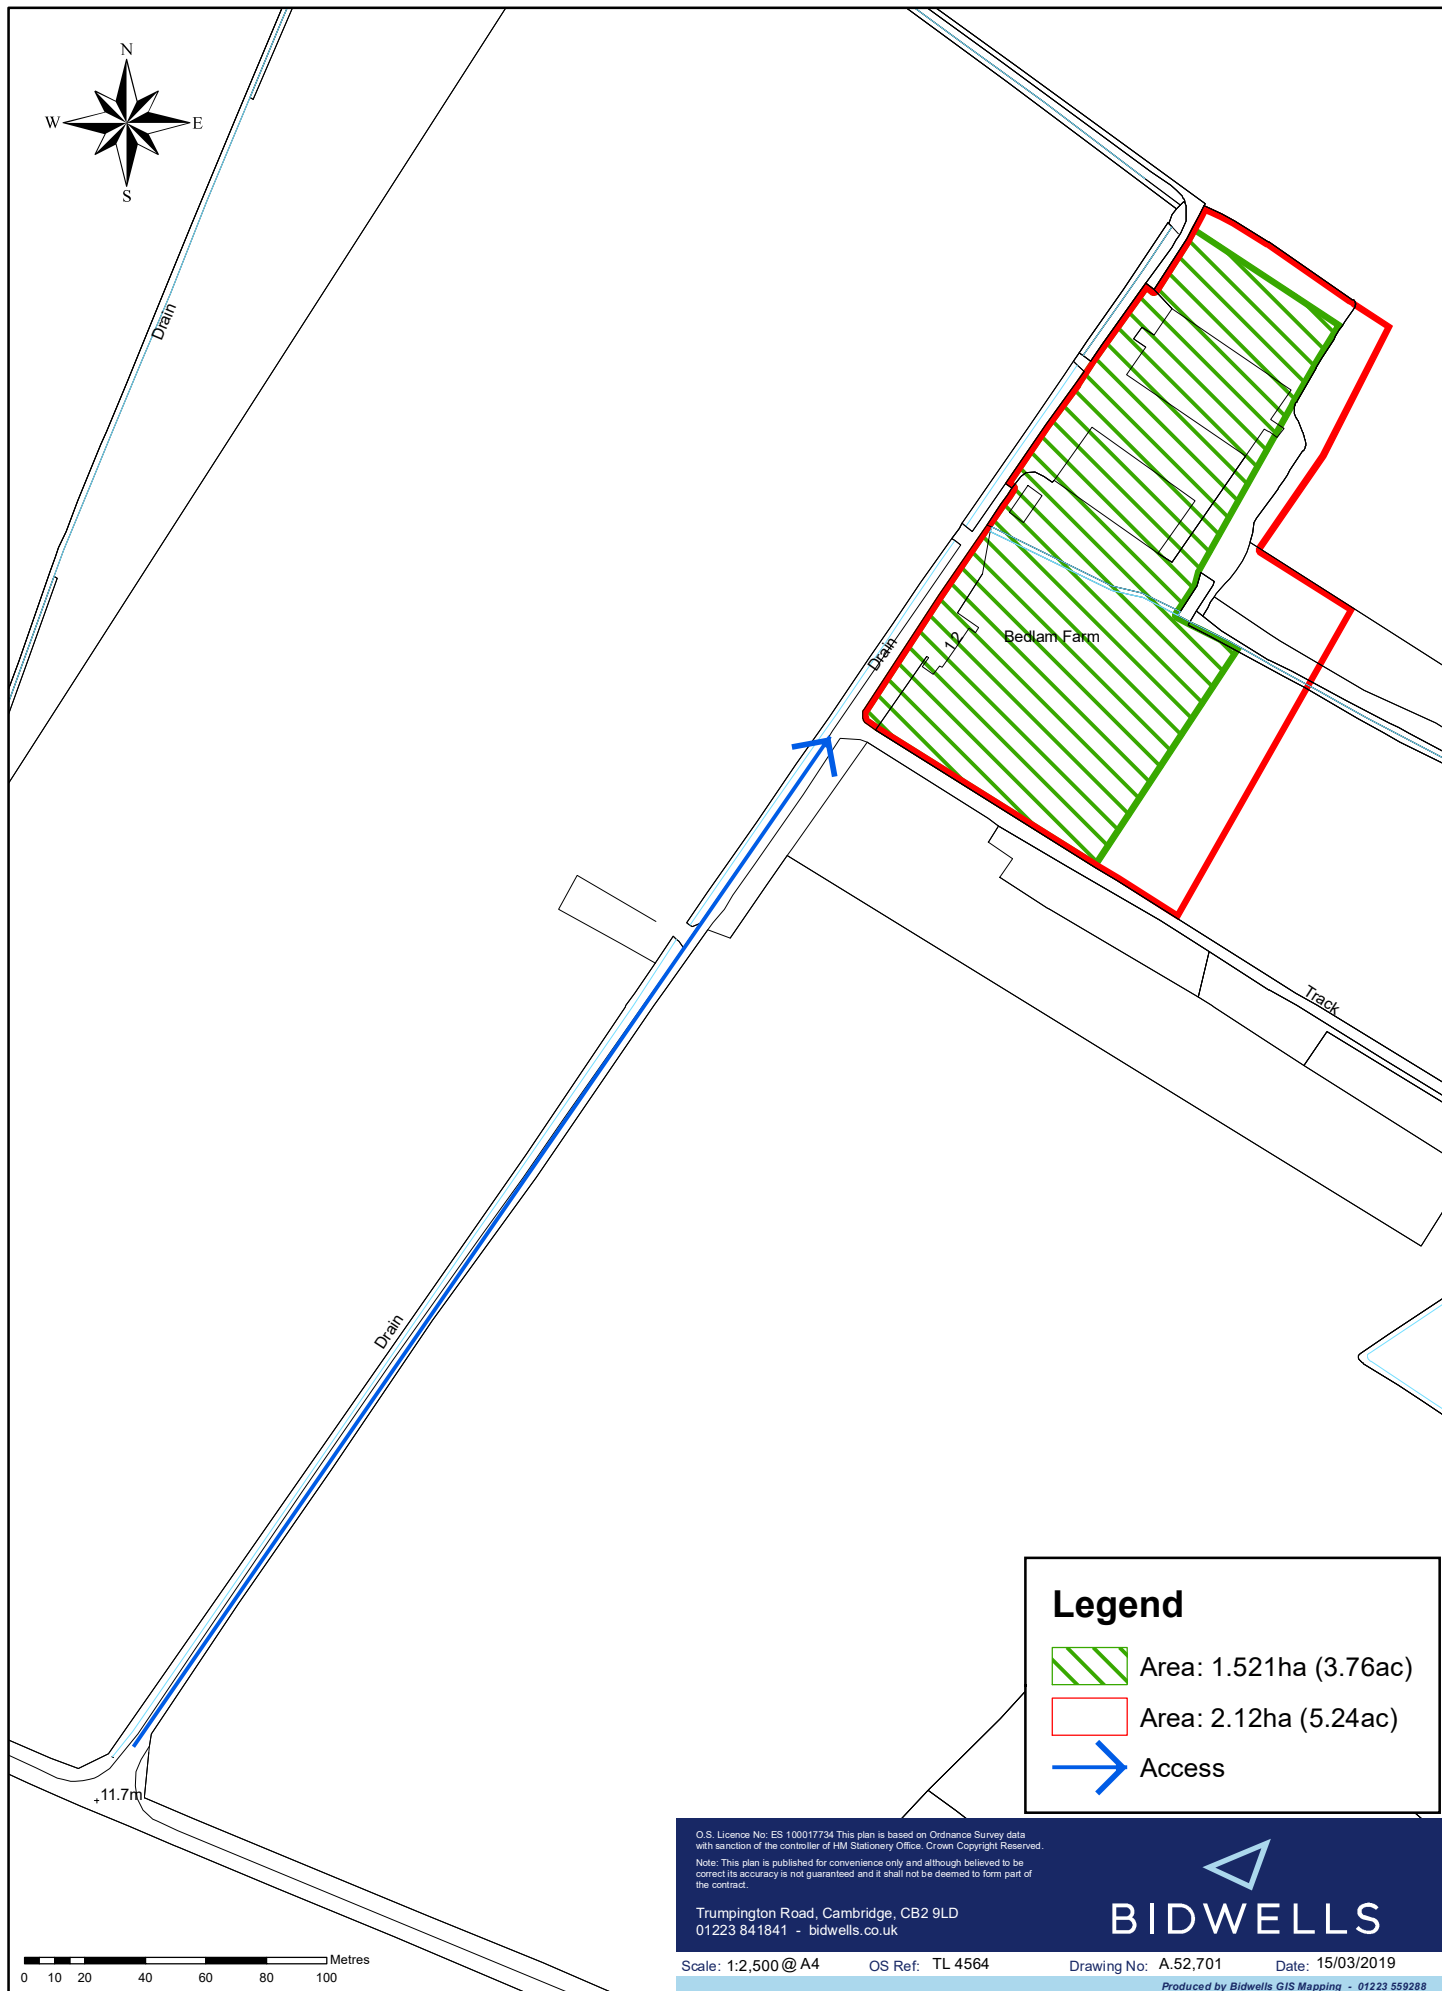 N
W E
S
Drain
Drain
12
Bedlam Farm
Track
Drain
11.7m
Legend
Area: 1.521ha (3.76ac)
Area: 2.12ha (5.24ac)
Access
O.S. Licence No: ES 100017734 This plan is based on Ordnance Survey data
with sanction of the controller of HM Stationery Office. Crown Copyright Reserved.
Note: This plan is published for convenience only and although believed to be
correct its accuracy is not guaranteed and it shall not be deemed to form part of
the contract.
Trumpington Road, Cambridge, CB2 9LD
01223 841841 - bidwells.co.uk
BIDWELLS
Metres
0 10 20 40 60 80 100
Scale: 1:2,500 @ A4 OS Ref: TL 4564 Drawing No: A.52,701 Date: 15/03/2019
Produced by Bidwells GIS Mapping - 01223 559288